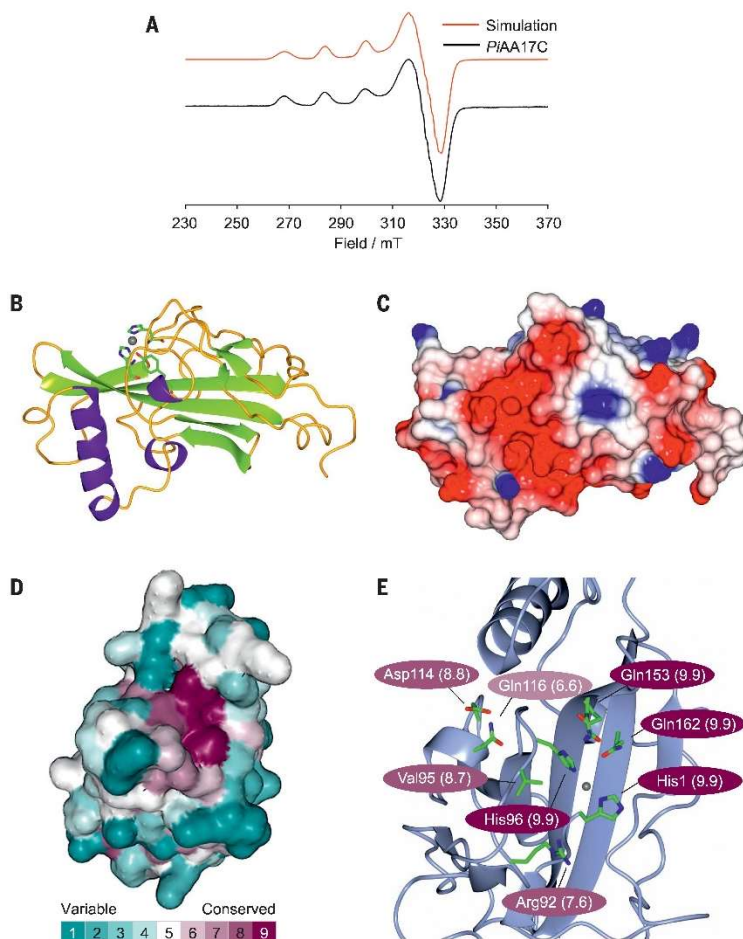 A
Simulation
PiAA17C
230 250 270 290 310 330 350 370
Field / mT
B
C
D
E
Asp114 (8.8)
Gln116 (6.6)
Gln153 (9.9)
Gln162 (9.9)
Val95 (8.7)
His1 (9.9)
His96 (9.9)
Arg92 (7.6)
Variable Conserved
1 2 3 4 5 6 7 8 9